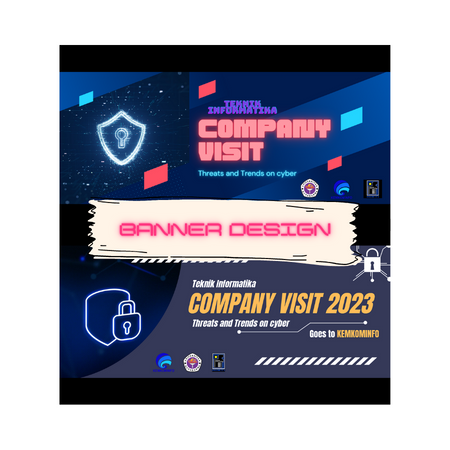 TEKNIK
INFORMATIKA
COMPANY
VISIT
Threats and Trends on cyber
BANNER DESIGN
Teknik Informatika
COMPANY VISIT 2023
Threats and Trends on cyber
Goes to KEMKOMINFO